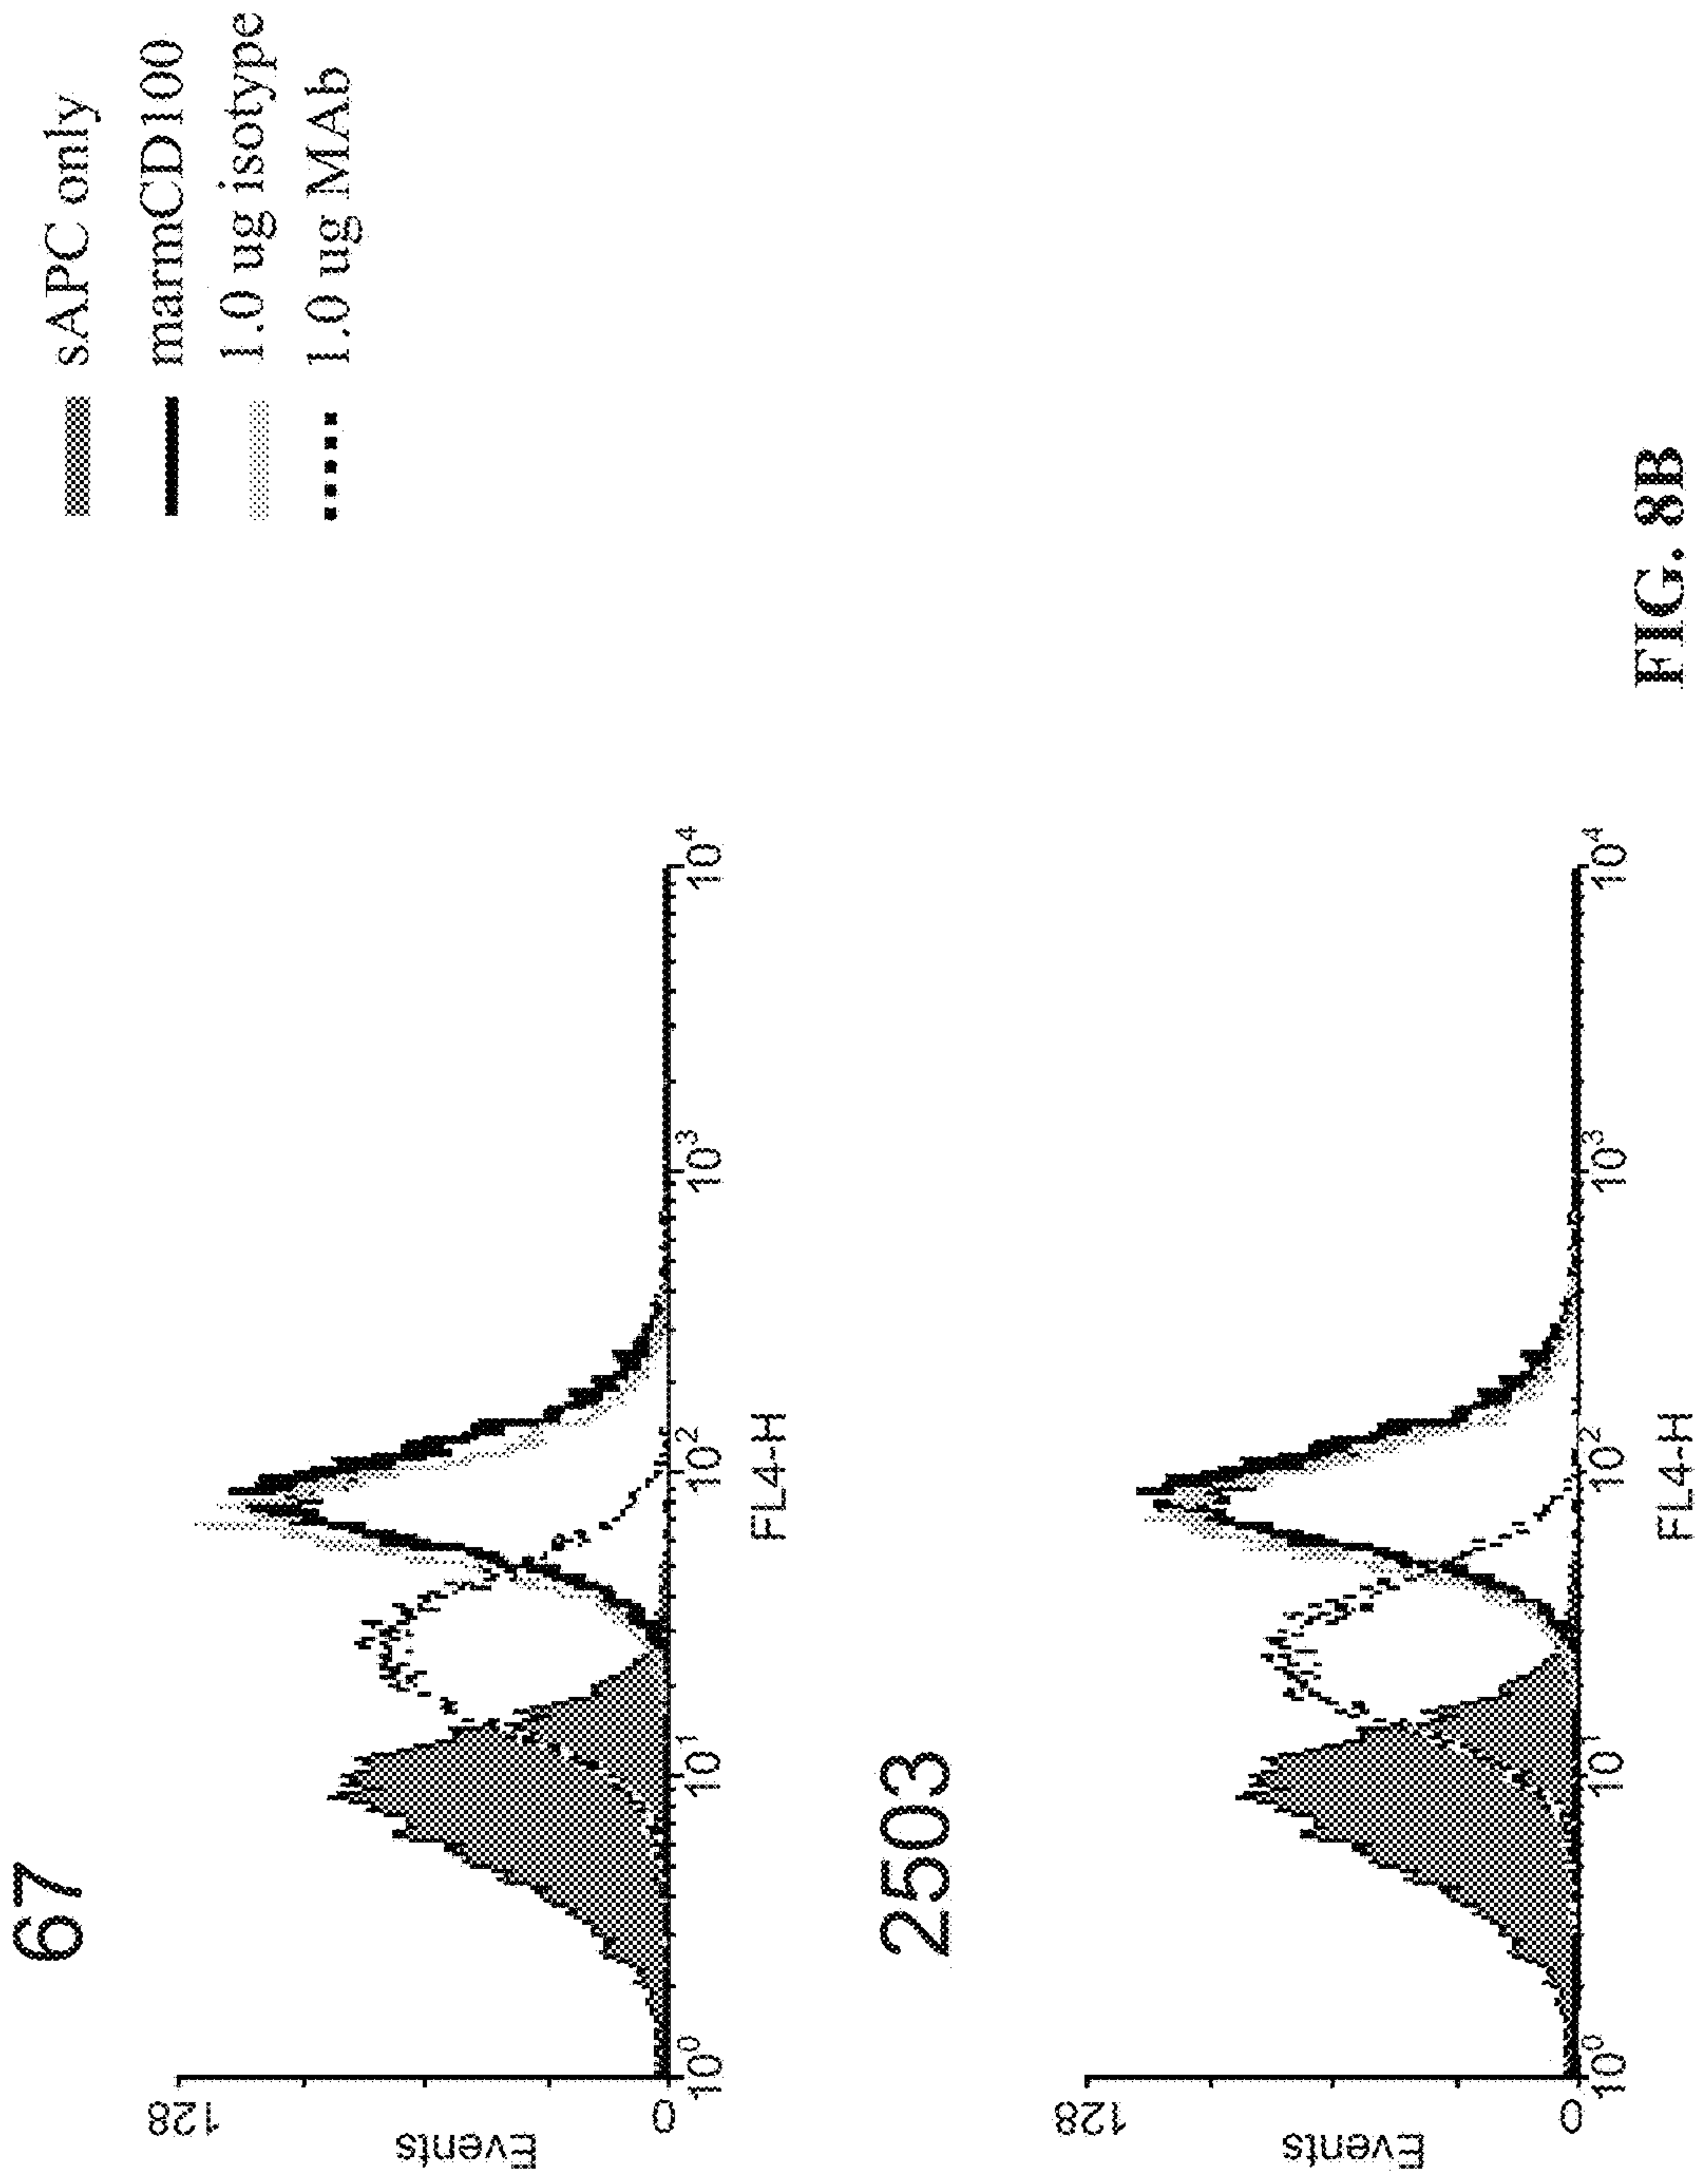 67
sAPC only
marmCD100
1.0 ug isotype
1.0 ug MAb
128
Events
0
10⁰ 10¹ 10² 10³ 10⁴
FL4-H
2503
128
Events
0
10⁰ 10¹ 10² 10³ 10⁴
FL4-H
FIG. 8B